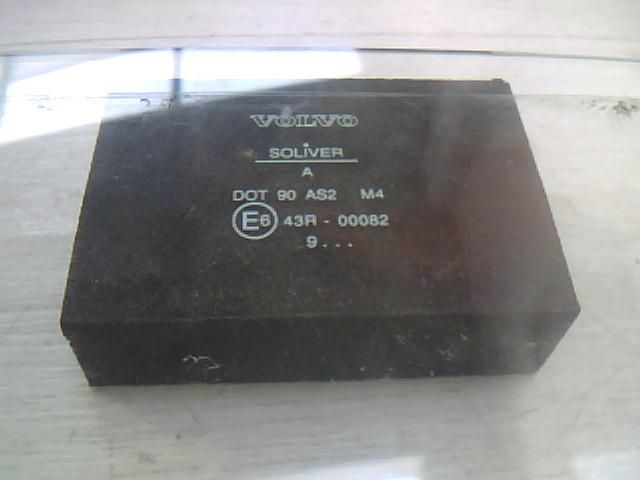 VOLVO
SOLIVER
A
DOT 90 AS2 M4
E6 43R - 00082
9...